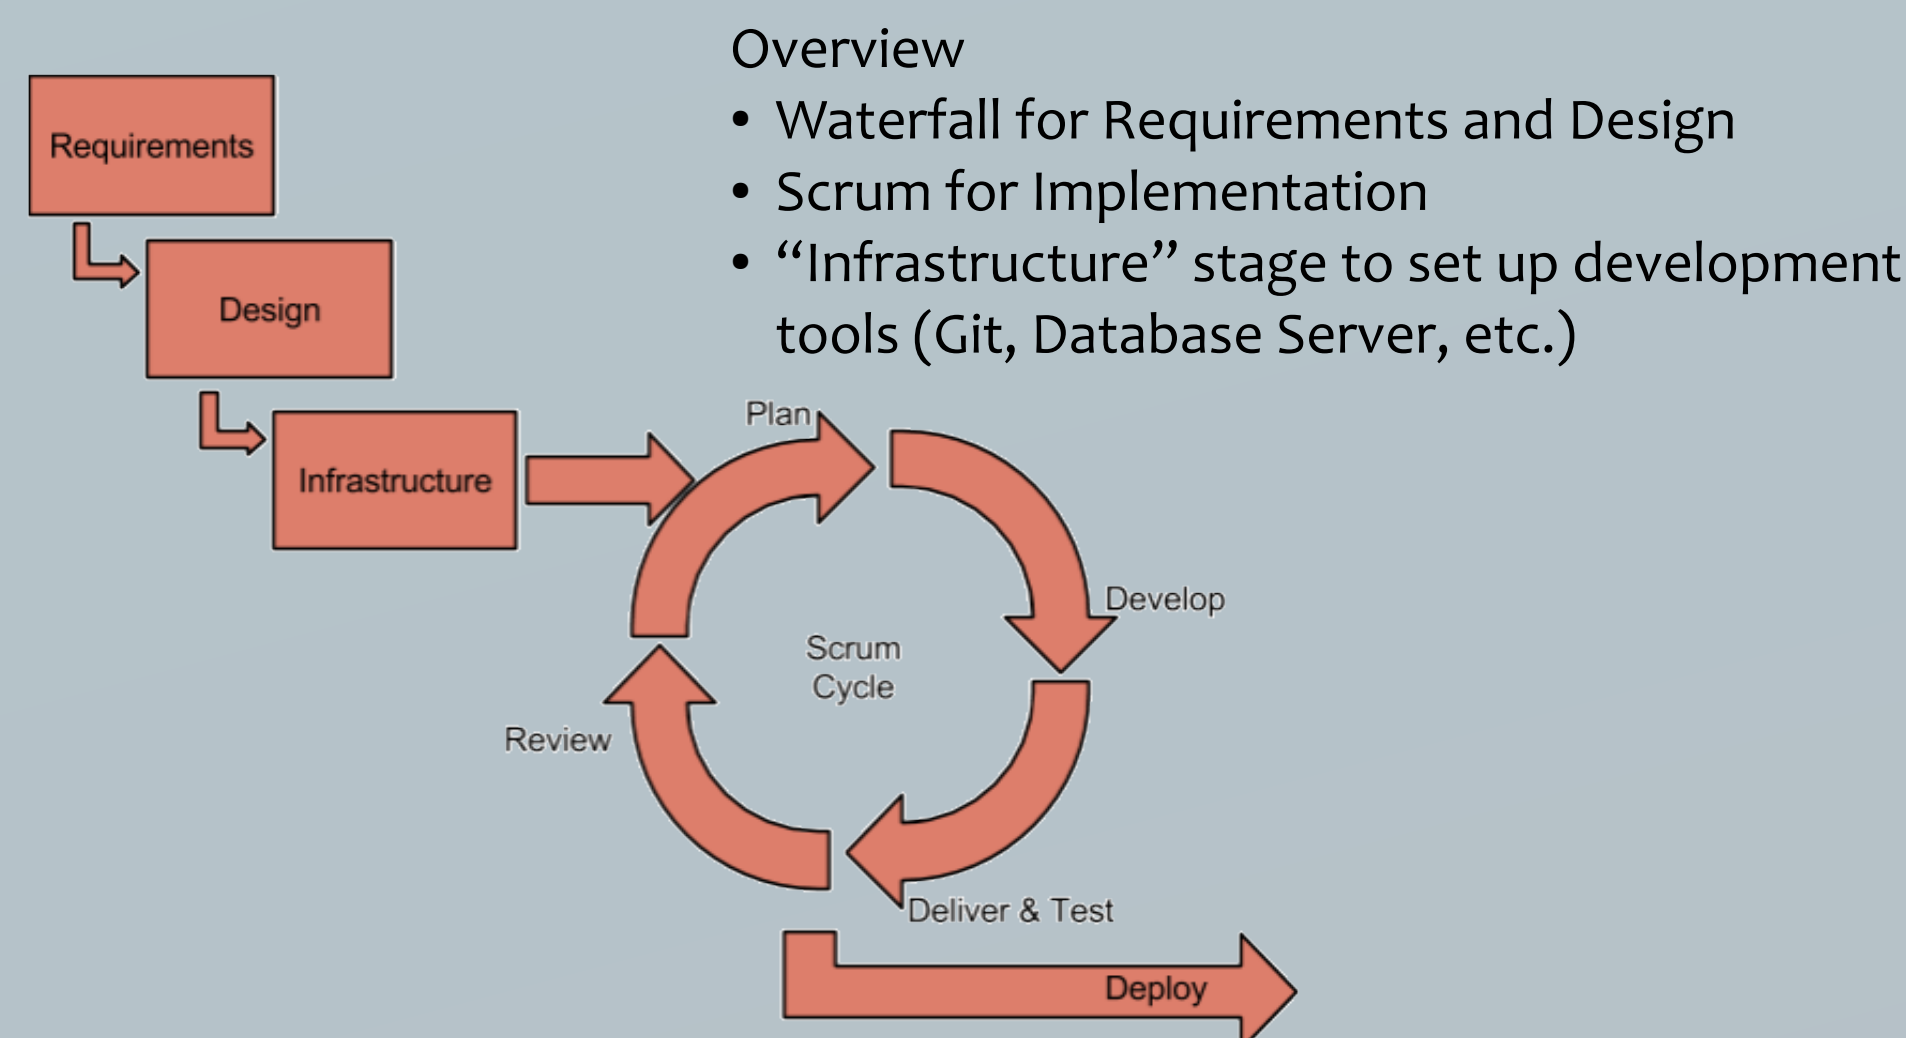 Overview
• Waterfall for Requirements and Design
• Scrum for Implementation
• “Infrastructure” stage to set up development
tools (Git, Database Server, etc.)
Requirements
Design
Infrastructure
Plan
Develop
Scrum
Cycle
Review
Deliver & Test
Deploy